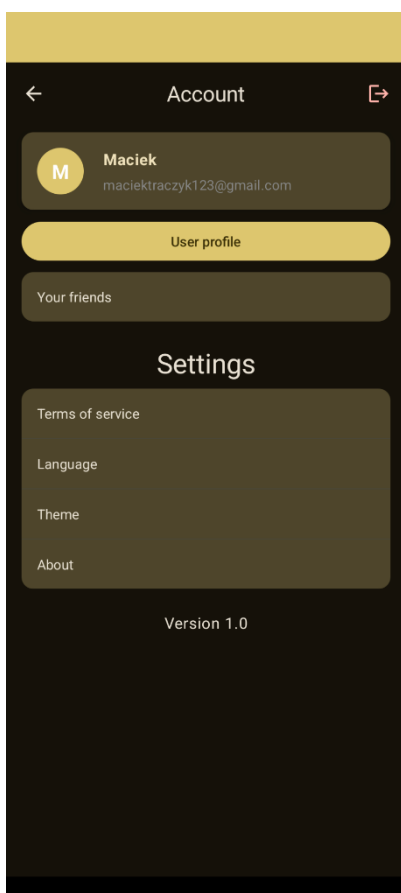 Account
M
Maciek
maciektraczyk123@gmail.com
User profile
Your friends
Settings
Terms of service
Language
Theme
About
Version 1.0